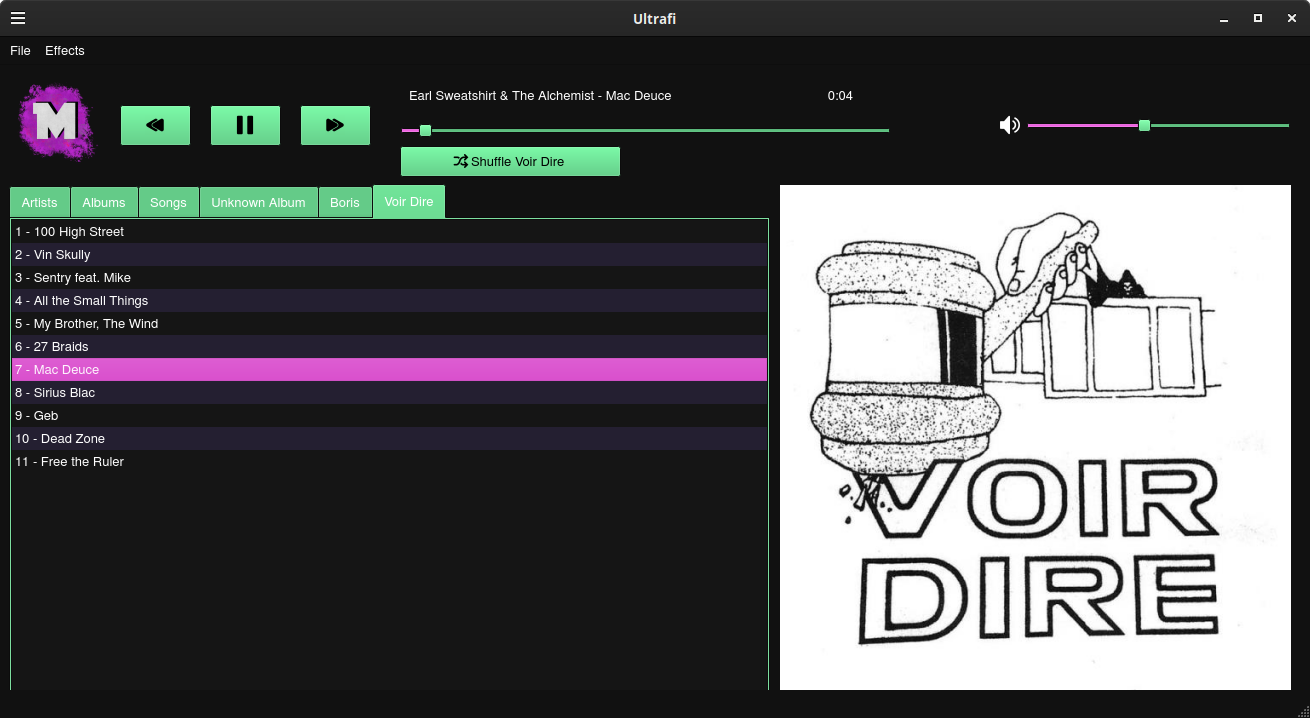 Ultrafi
File Effects
M
Earl Sweatshirt & The Alchemist - Mac Deuce 0:04
Shuffle Voir Dire
Artists Albums Songs Unknown Album Boris Voir Dire
1 - 100 High Street
2 - Vin Skully
3 - Sentry feat. Mike
4 - All the Small Things
5 - My Brother, The Wind
6 - 27 Braids
7 - Mac Deuce
8 - Sirius Blac
9 - Geb
10 - Dead Zone
11 - Free the Ruler
VOIR
DIRE